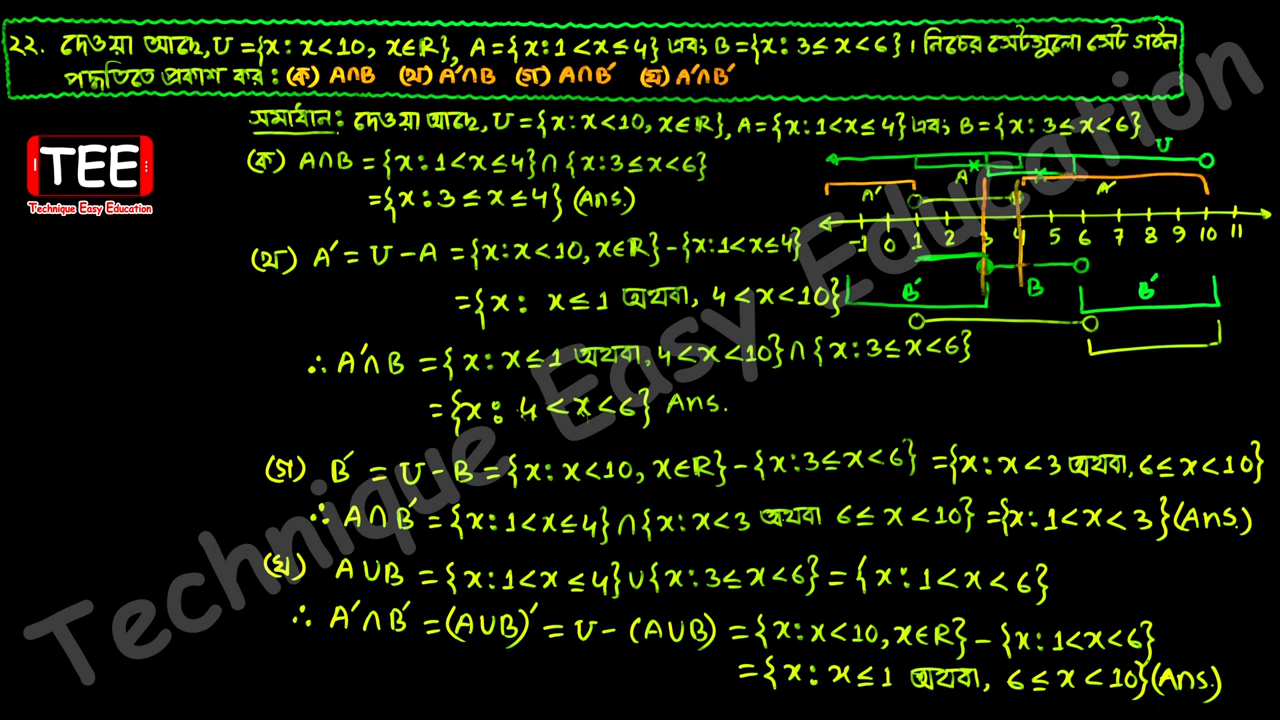 ২২. দেওয়া আছে, U = {x : x<10, x∈R}, A = {x : 1 < x ≤ 4} এবং B = {x : 3 ≤ x < 6} । নিচের সেটগুলো সেট গঠন
পদ্ধতিতে প্রকাশ কর : (ক) A∩B (খ) A′∩B (গ) A∩B′ (ঘ) A′∩B′
সমাধান : দেওয়া আছে, U = {x : x<10, x∈R}, A = {x : 1<x≤4} এবং B = {x : 3≤x<6}
TEE
Technique Easy Education
(ক) A∩B = {x : 1<x≤4} ∩ {x : 3≤x<6}
= {x : 3 ≤ x ≤ 4} (Ans.)
U
A
A′ A′
-1 0 1 2 3 4 5 6 7 8 9 10 11
B′ B B′
(খ) A′ = U - A = {x : x<10, x∈R} - {x : 1<x≤4}
= {x : x ≤ 1 অথবা, 4 < x < 10}
∴ A′∩B = {x : x ≤ 1 অথবা, 4 < x < 10} ∩ {x : 3 ≤ x < 6}
= {x : 4 < x < 6} Ans.
(গ) B′ = U - B = {x : x<10, x∈R} - {x : 3≤x<6} = {x : x<3 অথবা, 6≤x<10}
∴ A∩B′ = {x : 1<x≤4} ∩ {x : x<3 অথবা 6 ≤ x < 10} = {x : 1<x<3} (Ans.)
(ঘ) A∪B = {x : 1<x≤4} ∪ {x : 3≤x<6} = {x : 1<x<6}
∴ A′∩B′ = (A∪B)′ = U - (A∪B) = {x : x<10, x∈R} - {x : 1<x<6}
= {x : x ≤ 1 অথবা, 6 ≤ x < 10} (Ans.)
Technique Easy Education